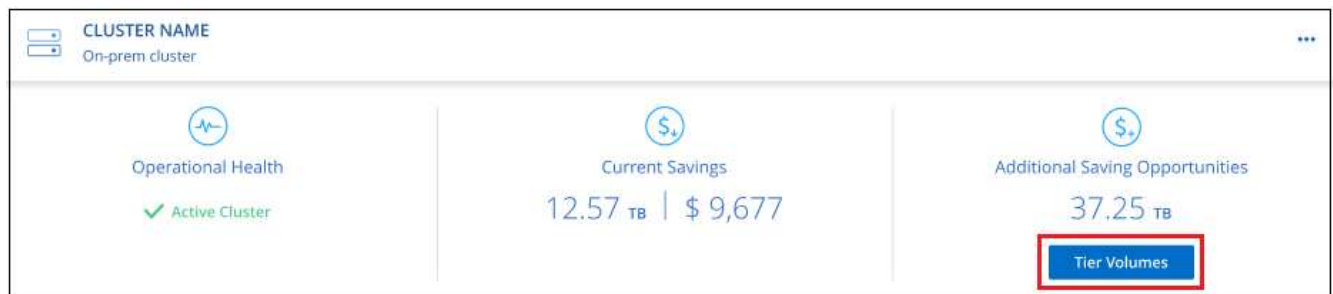 CLUSTER NAME
On-prem cluster
Operational Health
Active Cluster
Current Savings
12.57 TB | $ 9,677
Additional Saving Opportunities
37.25 TB
Tier Volumes